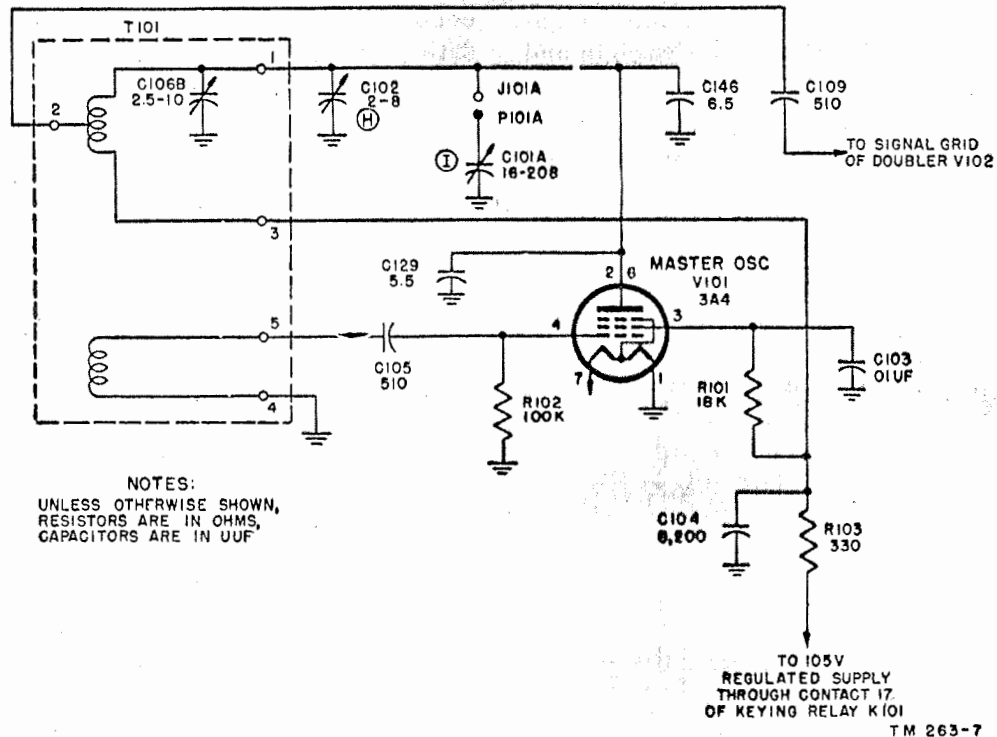 T101
1
2
C106B
2.5-10
C102
2-8
H
J101A
P101A
I
C101A
16-208
C146
6.5
C109
510
TO SIGNAL GRID
OF DOUBLER V102
3
C129
5.5
2 6
MASTER OSC
V101
3A4
5
4
C105
510
4
3
7
1
R102
100K
R101
18K
C103
01UF
NOTES:
UNLESS OTHERWISE SHOWN,
RESISTORS ARE IN OHMS,
CAPACITORS ARE IN UUF
C104
R103
330
TO 105V
REGULATED SUPPLY
THROUGH CONTACT 17
OF KEYING RELAY K101
TM 263-7